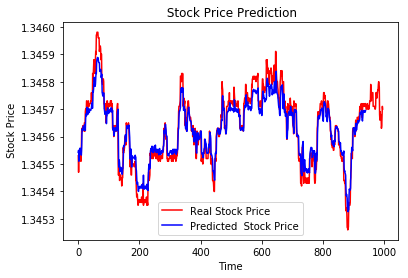 Stock Price Prediction
1.3460
1.3459
1.3458
1.3457
1.3456
1.3455
1.3454
1.3453
Stock Price
Real Stock Price
Predicted  Stock Price
0
200
400
600
800
1000
Time